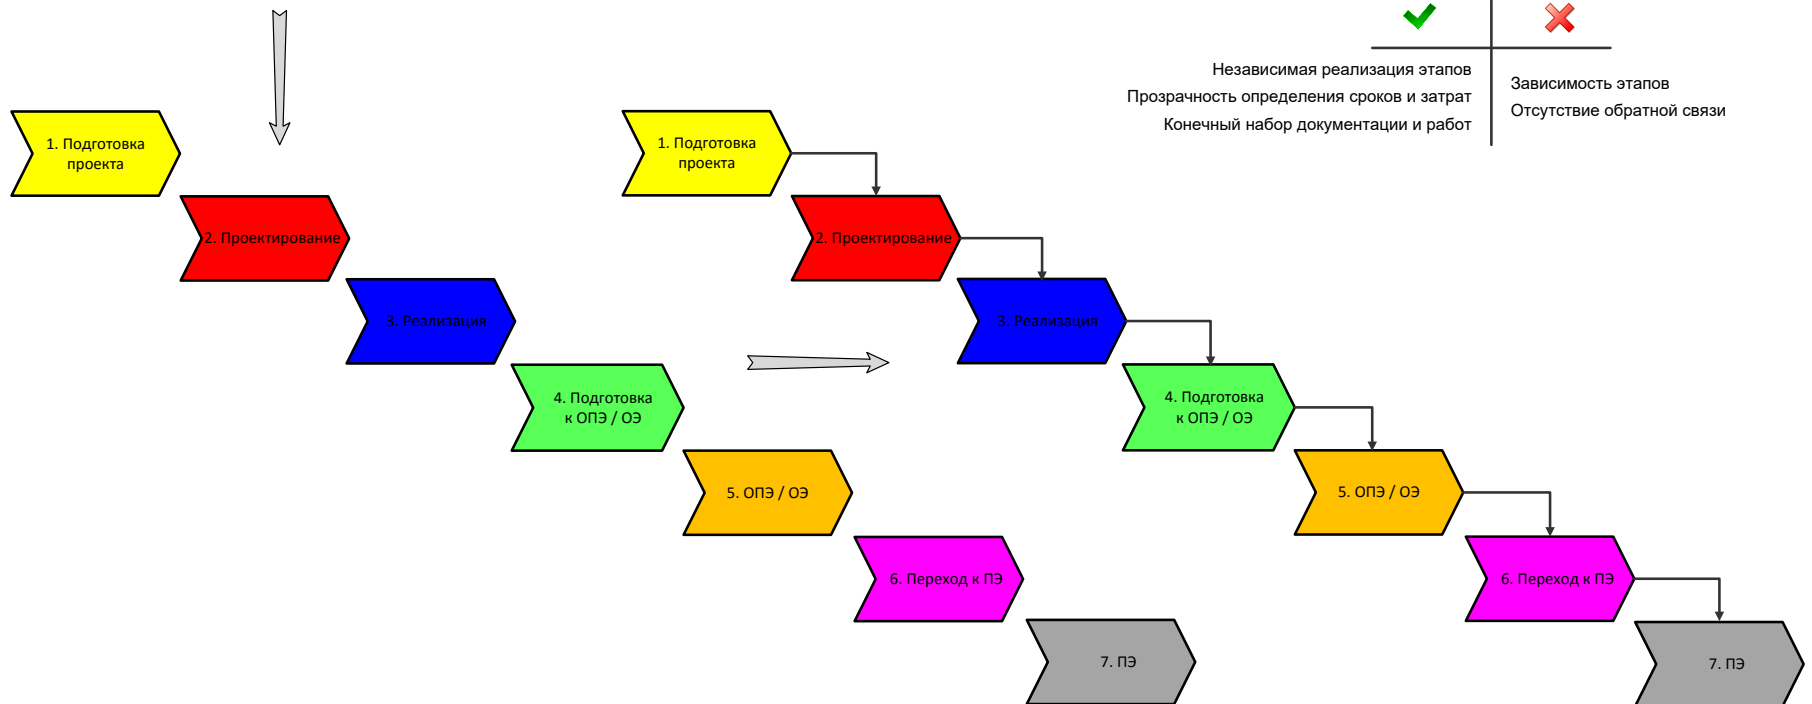 Независимая реализация этапов
Прозрачность определения сроков и затрат
Конечный набор документации и работ
Зависимость этапов
Отсутствие обратной связи
1. Подготовка
проекта
2. Проектирование
3. Реализация
4. Подготовка
к ОПЭ / ОЭ
5. ОПЭ / ОЭ
6. Переход к ПЭ
7. ПЭ
1. Подготовка
проекта
2. Проектирование
3. Реализация
4. Подготовка
к ОПЭ / ОЭ
5. ОПЭ / ОЭ
6. Переход к ПЭ
7. ПЭ